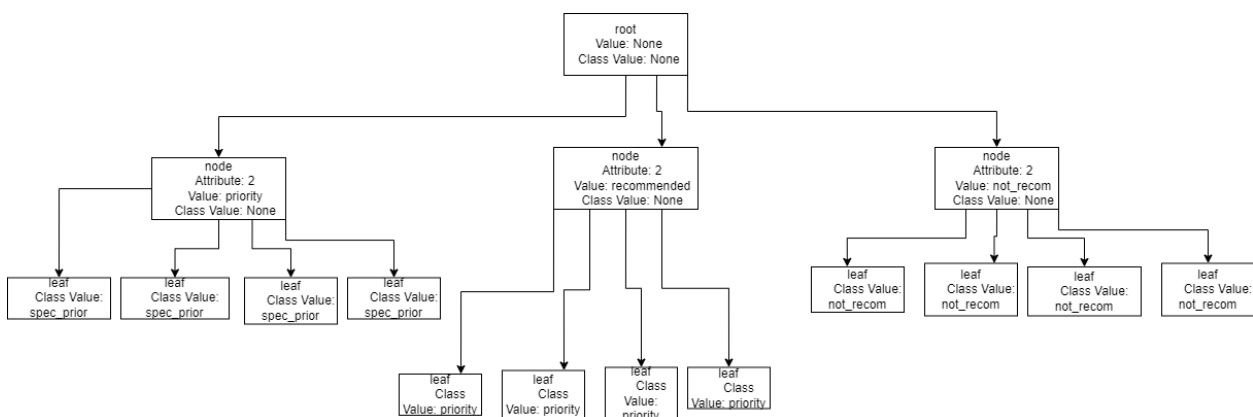 root
Value: None
Class Value: None
node
Attribute: 2
Value: priority
Class Value: None
node
Attribute: 2
Value: recommended
Class Value: None
node
Attribute: 2
Value: not_recom
Class Value: None
leaf
Class Value:
spec_prior
leaf
Class Value:
spec_prior
leaf
Class Value:
spec_prior
leaf
Class Value:
spec_prior
leaf
Class Value:
not_recom
leaf
Class Value:
not_recom
leaf
Class Value:
not_recom
leaf
Class Value:
not_recom
leaf
Class
Value: priority
leaf
Class
Value: priority
leaf
Class
Value:
priority
leaf
Class
Value: priority